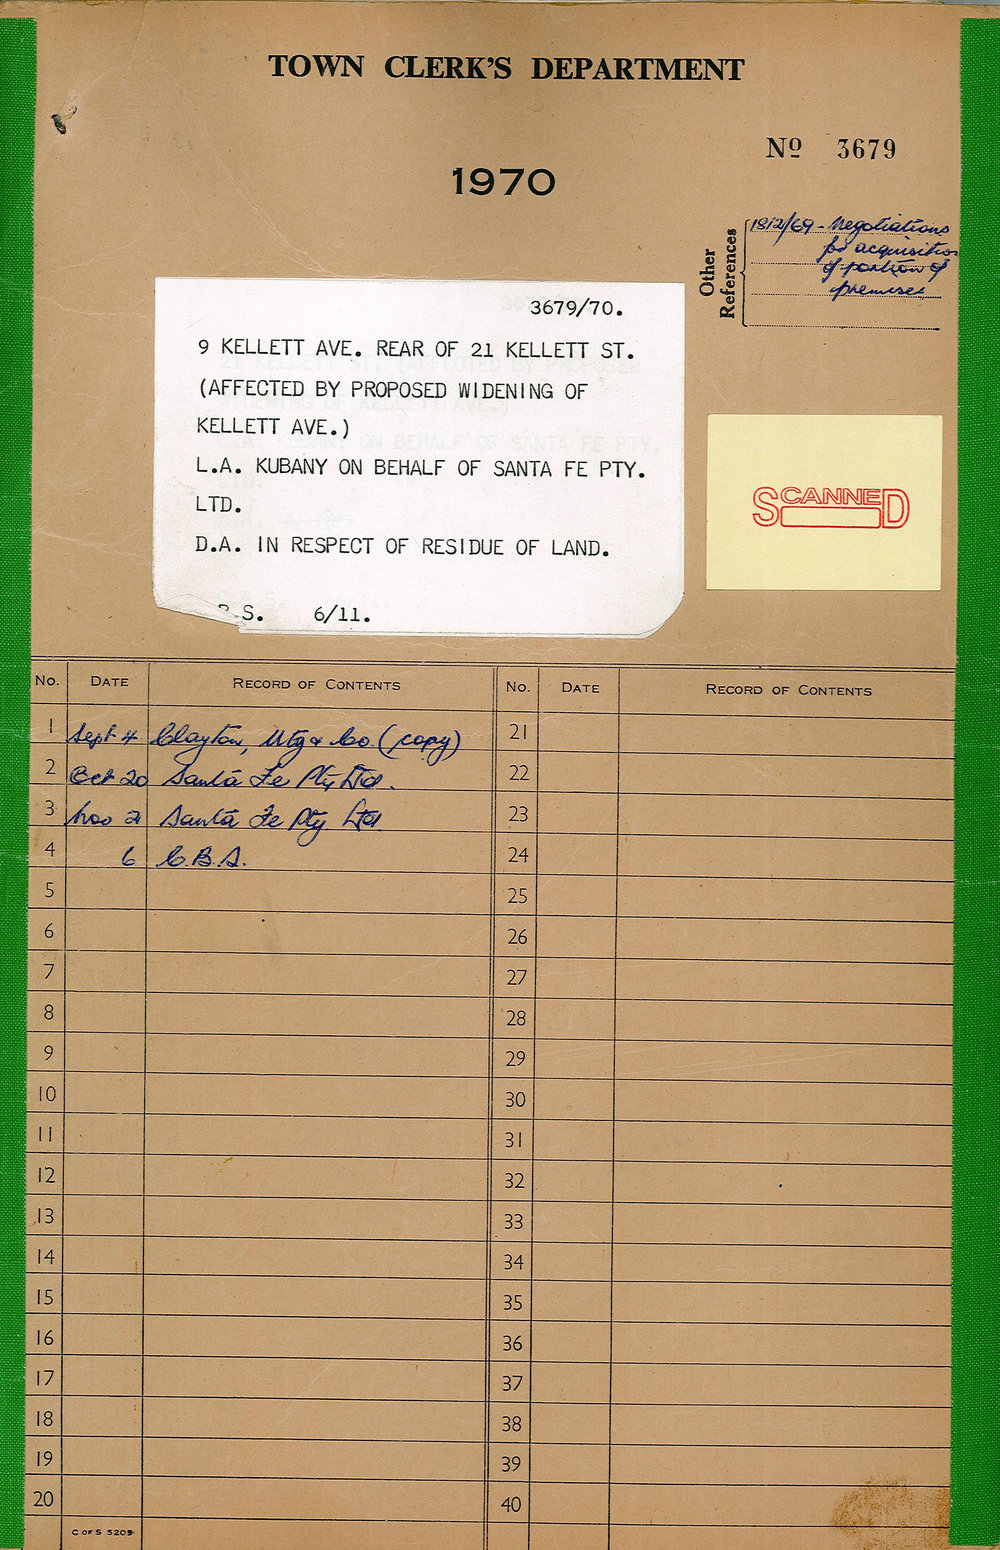 TOWN CLERK'S DEPARTMENT
Nº 3679
1970
Other References
1812/69 - Negotiations
for acquisition
of portion of
premises
3679/70.
9 KELLETT AVE. REAR OF 21 KELLETT ST.
(AFFECTED BY PROPOSED WIDENING OF
KELLETT AVE.)
L.A. KUBANY ON BEHALF OF SANTA FE PTY.
LTD.
D.A. IN RESPECT OF RESIDUE OF LAND.
S. 6/11.
SCANNED
No. DATE RECORD OF CONTENTS No. DATE RECORD OF CONTENTS
1 Sept 4 Clayton, Utz & Co. (copy) 21
2 Oct 20 Santa Fe Pty Ltd. 22
3 Nov 2 Santa Fe Pty Ltd. 23
4 6 C.B.S. 24
5 25
6 26
7 27
8 28
9 29
10 30
11 31
12 32
13 33
14 34
15 35
16 36
17 37
18 38
19 39
20 40
C OF S 5209